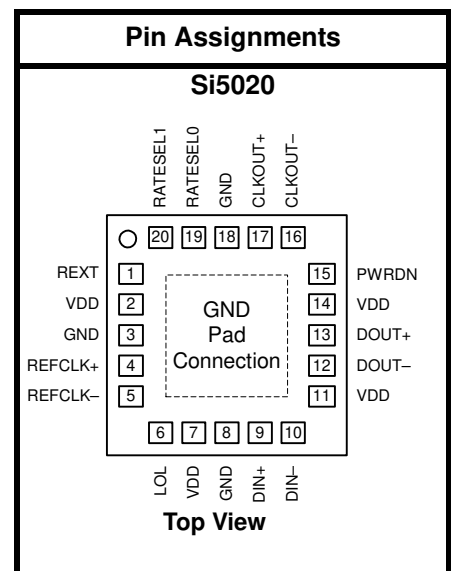 Pin Assignments
Si5020
RATESEL1
RATESEL0
GND
CLKOUT+
CLKOUT–
20 19 18 17 16
REXT 1 15 PWRDN
VDD 2 GND 14 VDD
GND 3 Pad 13 DOUT+
REFCLK+ 4 Connection 12 DOUT–
REFCLK– 5 11 VDD
6 7 8 9 10
LOL
VDD
GND
DIN+
DIN–
Top View